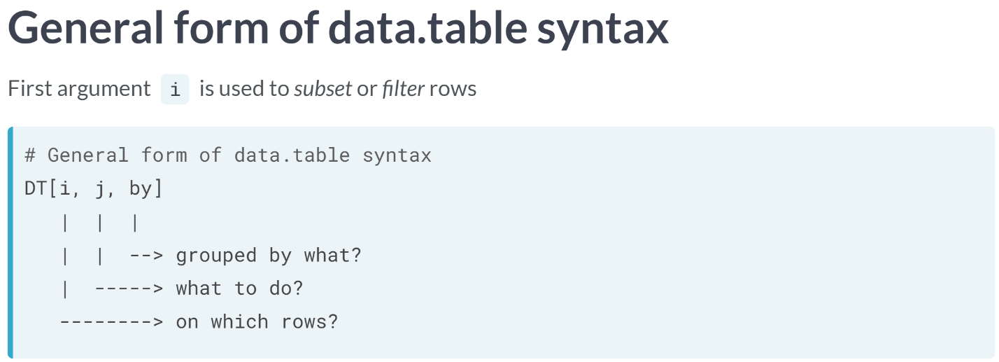 General form of data.table syntax
First argument i is used to subset or filter rows
# General form of data.table syntax
DT[i, j, by]
   |  |  |
   |  |  --> grouped by what?
   |  -----> what to do?
   --------> on which rows?